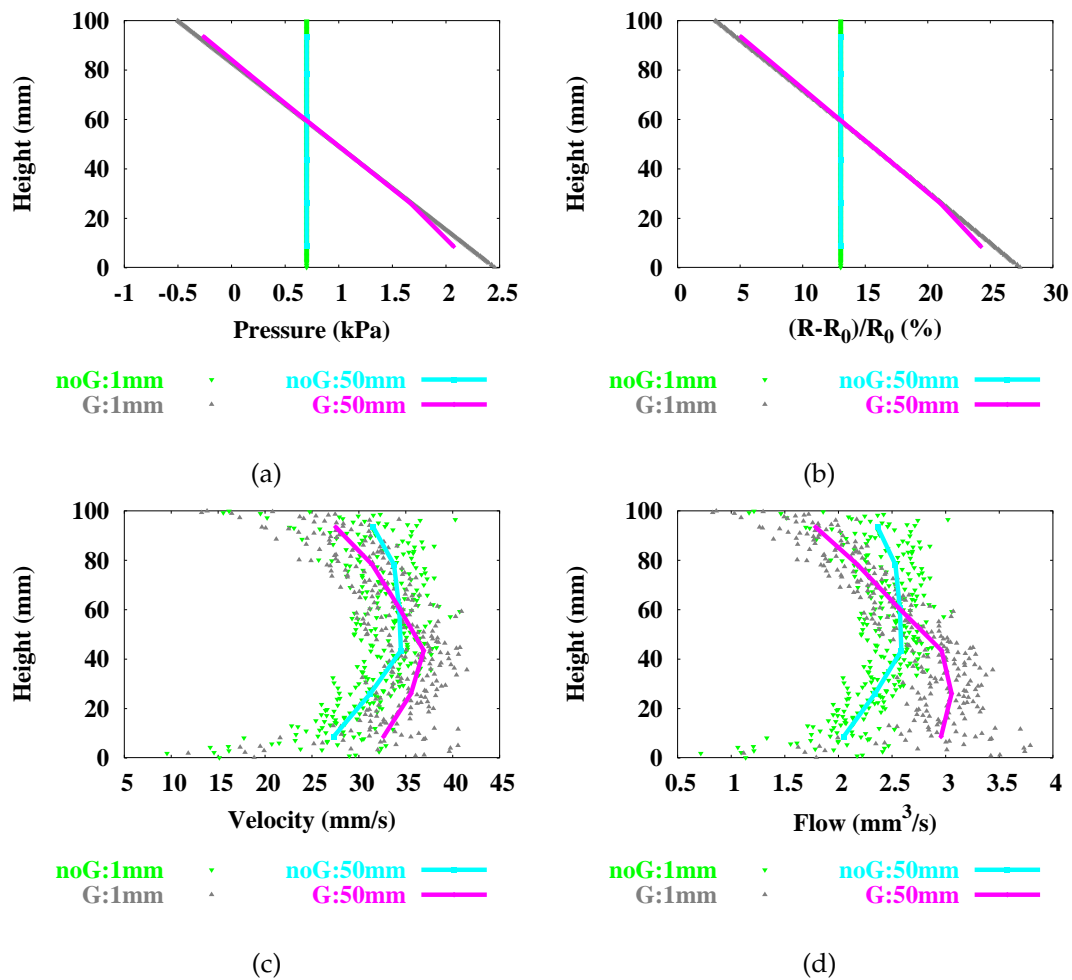 100
80
60
40
20
0
Height (mm)
-1 -0.5 0 0.5 1 1.5 2 2.5
Pressure (kPa)
noG:1mm noG:50mm
G:1mm G:50mm
(a)
100
80
60
40
20
0
Height (mm)
0 5 10 15 20 25 30
(R-R₀)/R₀ (%)
noG:1mm noG:50mm
G:1mm G:50mm
(b)
100
80
60
40
20
0
Height (mm)
5 10 15 20 25 30 35 40 45
Velocity (mm/s)
noG:1mm noG:50mm
G:1mm G:50mm
(c)
100
80
60
40
20
0
Height (mm)
0.5 1 1.5 2 2.5 3 3.5 4
Flow (mm³/s)
noG:1mm noG:50mm
G:1mm G:50mm
(d)